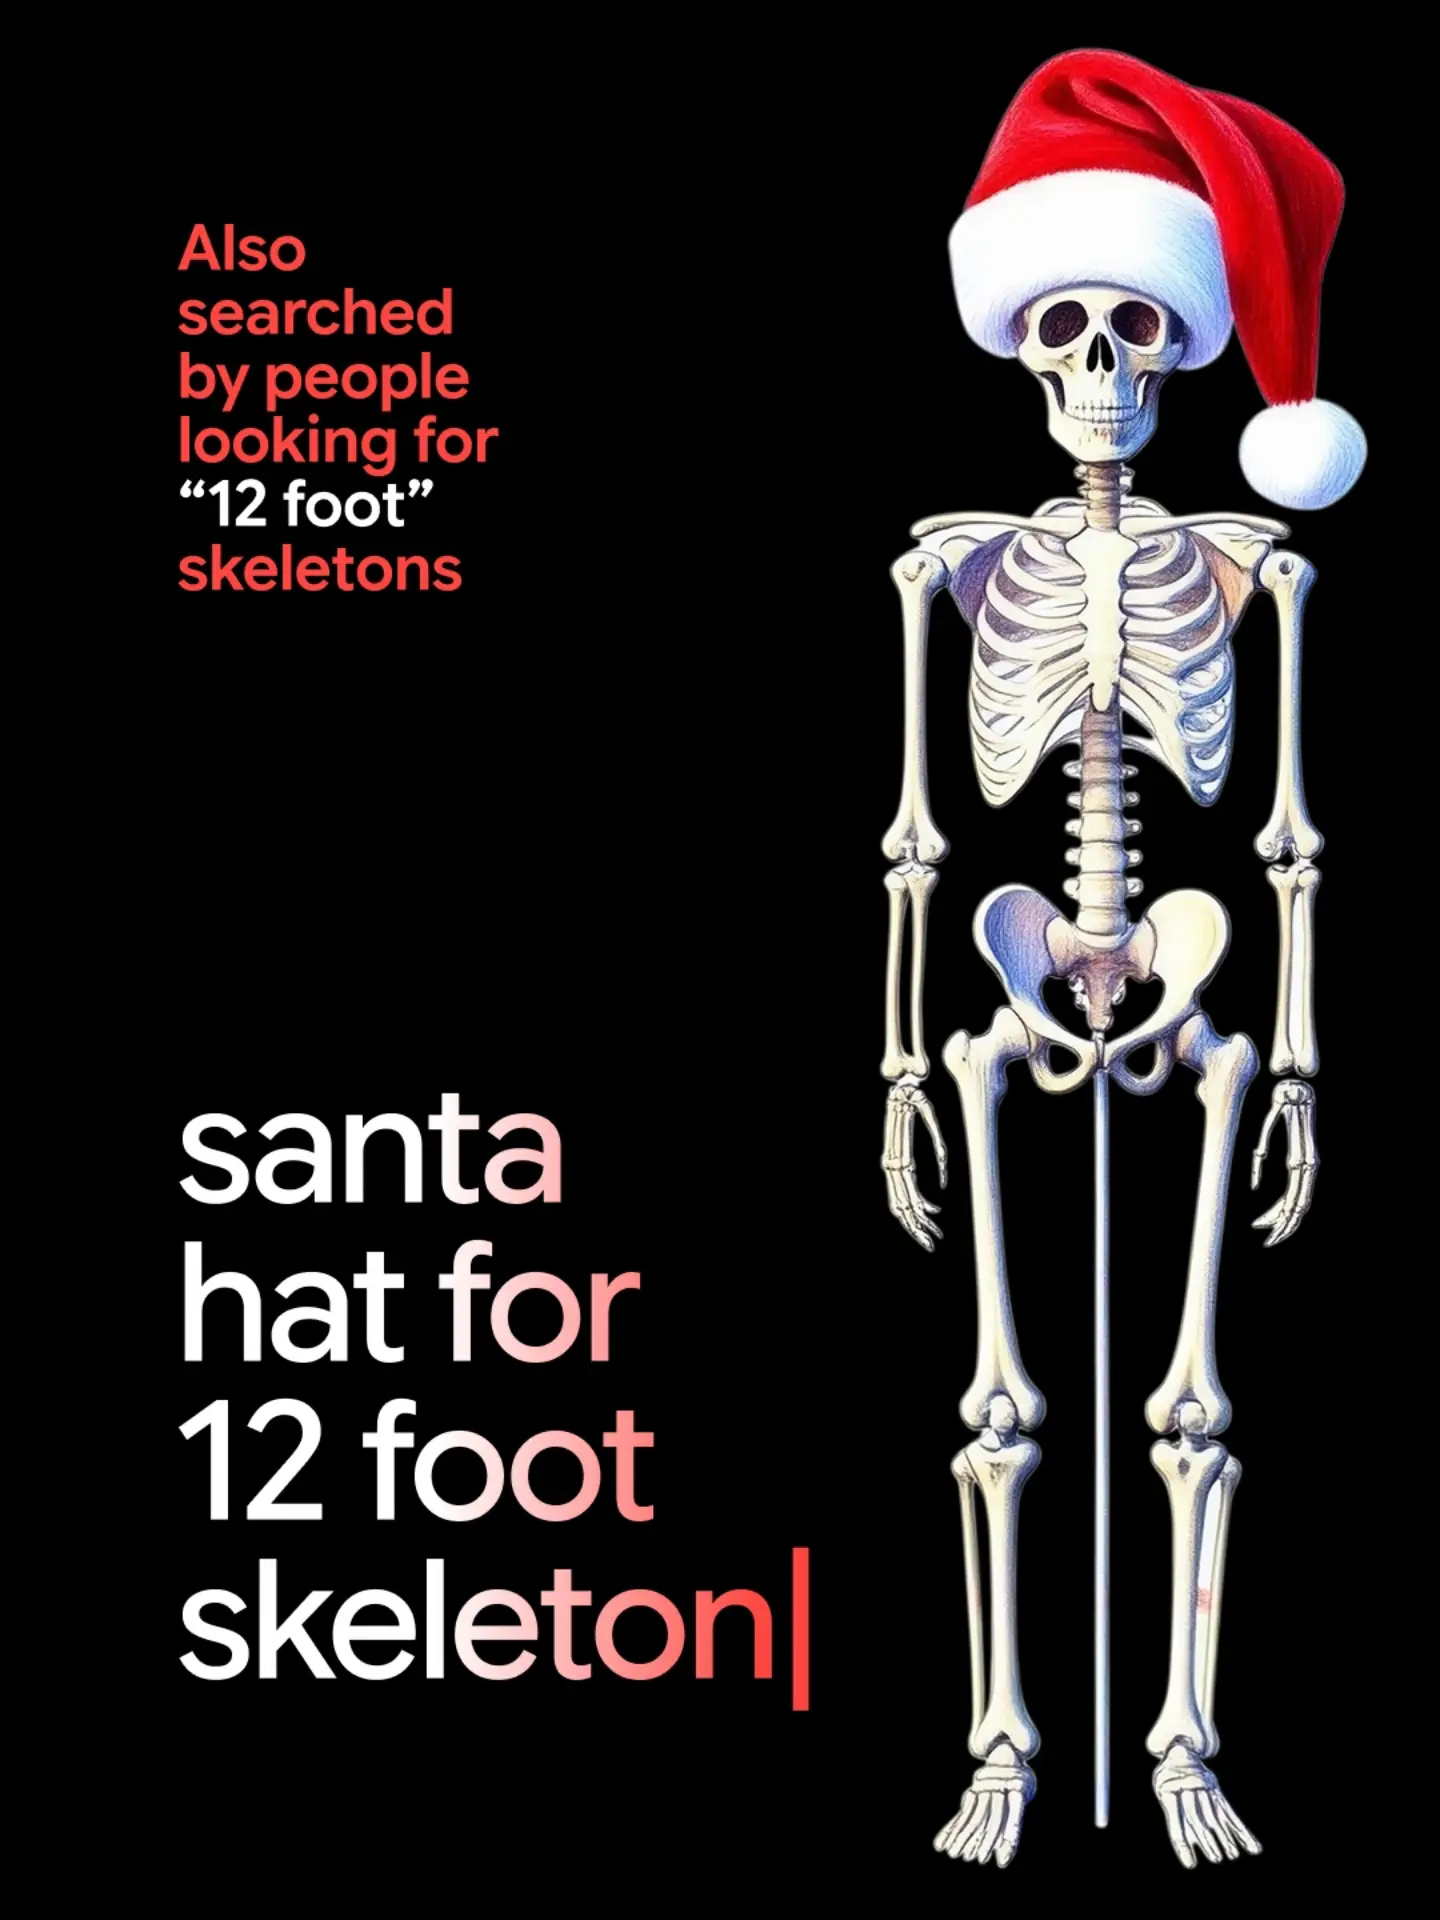 Also
searched
by people
looking for
“12 foot”
skeletons
santa
hat for
12 foot
skeleton|